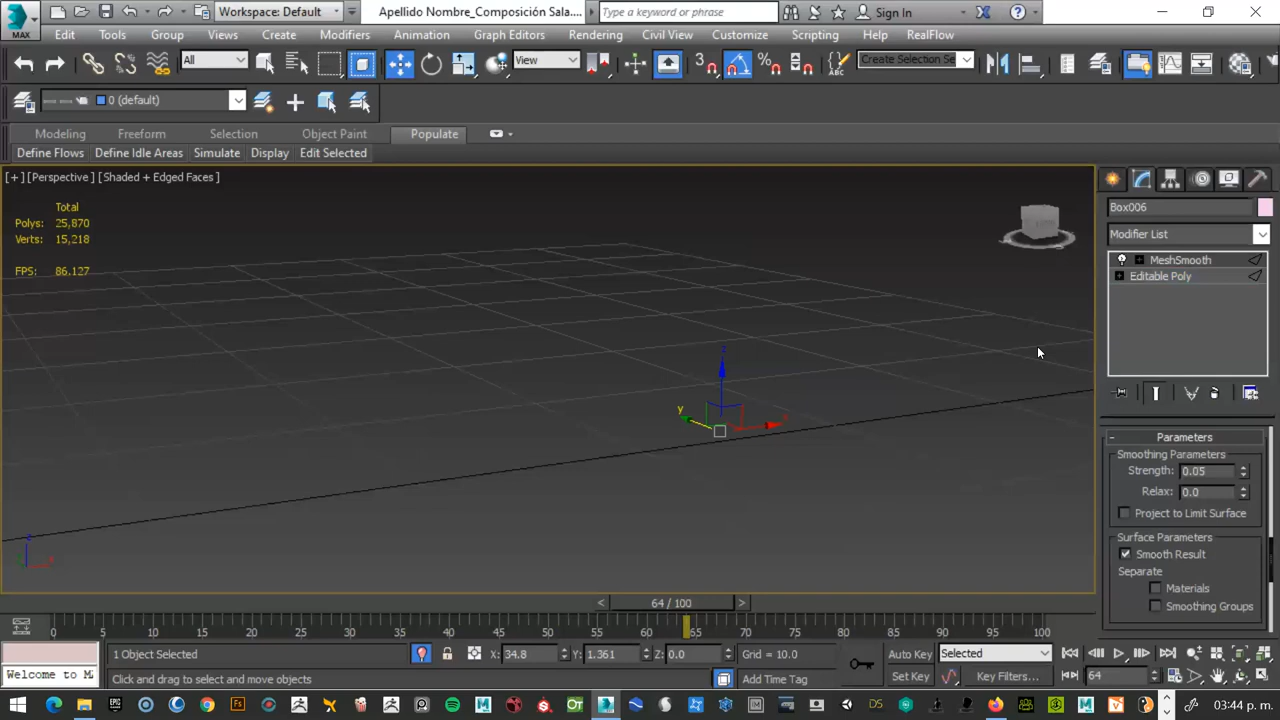 MAX
Workspace: Default
Apellido Nombre_Composición Sala....
Type a keyword or phrase
Sign In
Edit Tools Group Views Create Modifiers Animation Graph Editors Rendering Civil View Customize Scripting Help RealFlow
All
View
3
Create Selection Se
0 (default)
Modeling Freeform Selection Object Paint Populate
Define Flows Define Idle Areas Simulate Display Edit Selected
[+] [Perspective] [Shaded + Edged Faces]
Total
Polys: 25,870
Verts: 15,218
FPS: 86,127
Box006
Modifier List
MeshSmooth
Editable Poly
z
y
x
Parameters
Smoothing Parameters
Strength: 0.05
Relax: 0.0
Project to Limit Surface
Surface Parameters
Smooth Result
Separate
Materials
Smoothing Groups
64 / 100
0 5 10 15 20 25 30 35 40 45 50 55 60 65 70 75 80 85 90 95 100
1 Object Selected
X: 34.8
Y: 1.361
Z: 0.0
Grid = 10.0
Auto Key
Selected
Welcome to Mi
Click and drag to select and move objects
Add Time Tag
Set Key
Key Filters...
64
03:44 p. m.